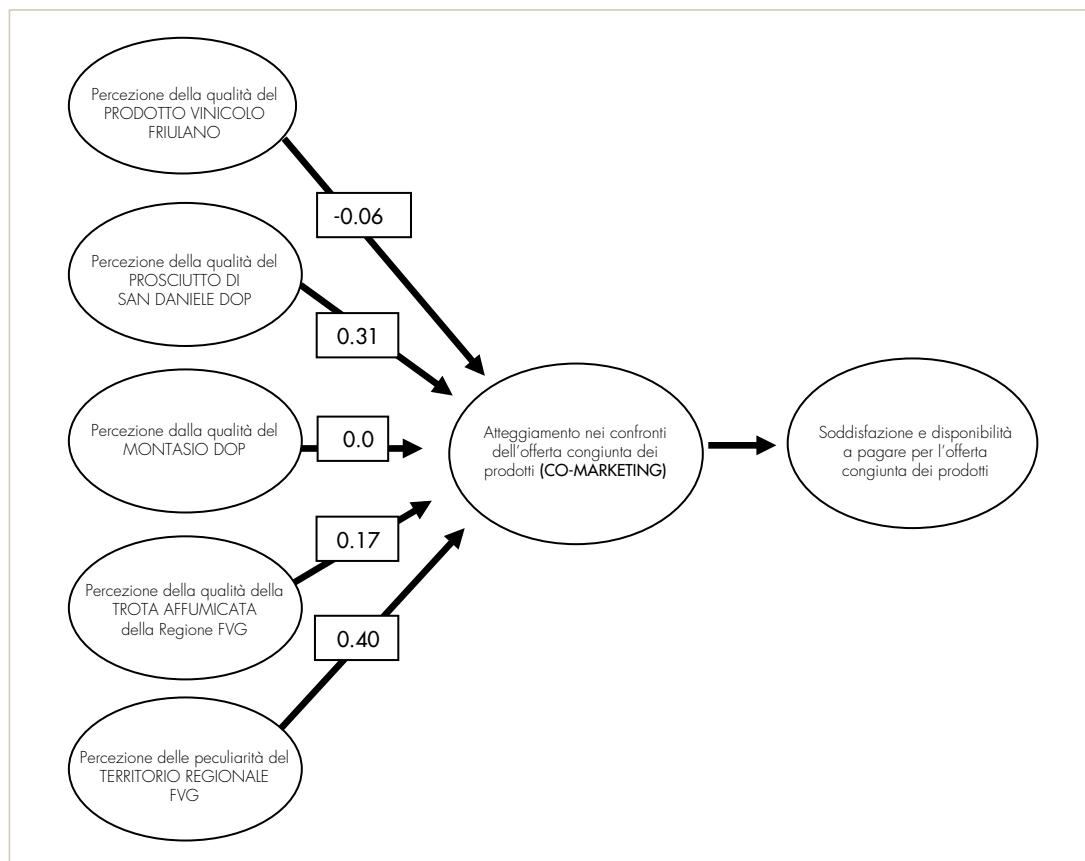 Percezione della qualità del
PRODOTTO VINICOLO
FRIULANO
-0.06
Percezione della qualità del
PROSCIUTTO DI
SAN DANIELE DOP
0.31
Percezione dalla qualità del
MONTASIO DOP
0.0
Percezione della qualità della
TROTA AFFUMICATA
della Regione FVG
0.17
Percezione delle peculiarità del
TERRITORIO REGIONALE
FVG
0.40
Atteggiamento nei confronti
dell'offerta congiunta dei
prodotti (CO-MARKETING)
Soddisfazione e disponibilità
a pagare per l'offerta
congiunta dei prodotti